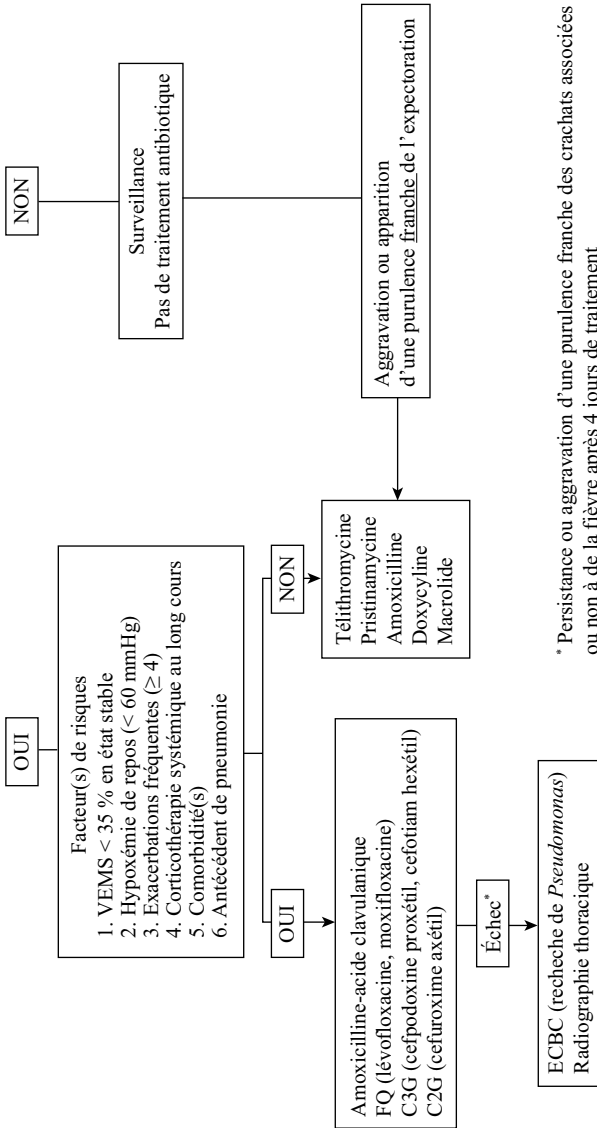 OUI
Facteur(s) de risques
1. VEMS < 35 % en état stable
2. Hypoxémie de repos (< 60 mmHg)
3. Exacerbations fréquentes (≥ 4)
4. Corticothérapie systémique au long cours
5. Comorbidité(s)
6. Antécédent de pneumonie
OUI
Amoxicilline-acide clavulanique
FQ (lévofloxacine, moxifloxacine)
C3G (cefpodoxine proxétil, cefotiam hexétil)
C2G (cefuroxime axétil)
Échec*
ECBC (recheche de Pseudomonas)
Radiographie thoracique
NON
Télithromycine
Pristinamycine
Amoxicilline
Doxycyline
Macrolide
NON
Surveillance
Pas de traitement antibiotique
Aggravation ou apparition
d’une purulence franche de l’expectoration
* Persistance ou aggravation d’une purulence franche des crachats associées
ou non à de la fièvre après 4 jours de traitement